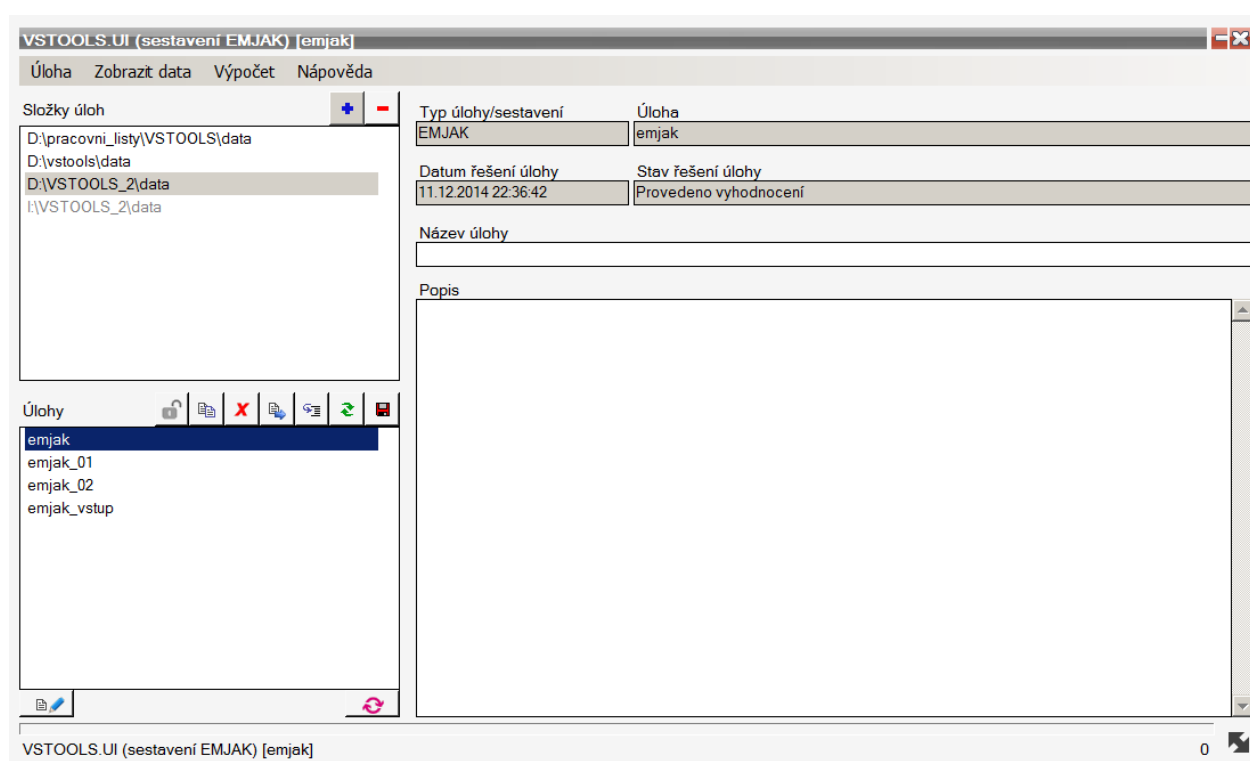 VSTOOLS.UI (sestavení EMJAK) [emjak]
Úloha Zobrazit data Výpočet Nápověda
Složky úloh
D:\pracovni_listy\VSTOOLS\data
D:\vstools\data
D:\VSTOOLS_2\data
I:\VSTOOLS_2\data
Úlohy
emjak
emjak_01
emjak_02
emjak_vstup
Typ úlohy/sestavení Úloha
EMJAK emjak
Datum řešení úlohy Stav řešení úlohy
11.12.2014 22:36:42 Provedeno vyhodnocení
Název úlohy
Popis
VSTOOLS.UI (sestavení EMJAK) [emjak] 0